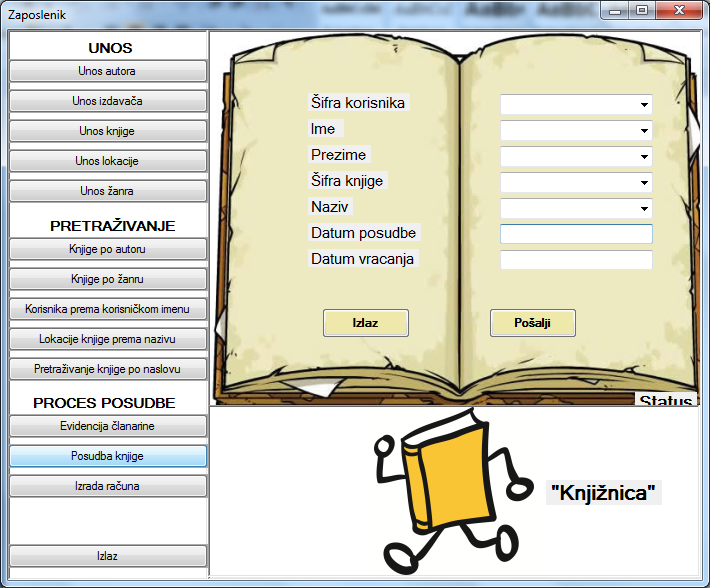 Zaposlenik
UNOS
Unos autora
Unos izdavača
Unos knjige
Unos lokacije
Unos žanra
PRETRAŽIVANJE
Knjige po autoru
Knjige po žanru
Korisnika prema korisničkom imenu
Lokacije knjige prema nazivu
Pretraživanje knjige po naslovu
PROCES POSUDBE
Evidencija članarine
Posudba knjige
Izrada računa
Izlaz
Šifra korisnika
Ime
Prezime
Šifra knjige
Naziv
Datum posudbe
Datum vracanja
Izlaz
Pošalji
Status
"Knjižnica"